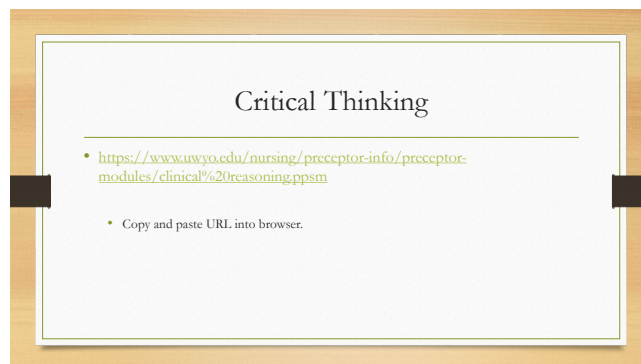 Critical Thinking
• https://www.uwyo.edu/nursing/preceptor-info/preceptor-
modules/clinical%20reasoning.ppsm
• Copy and paste URL into browser.